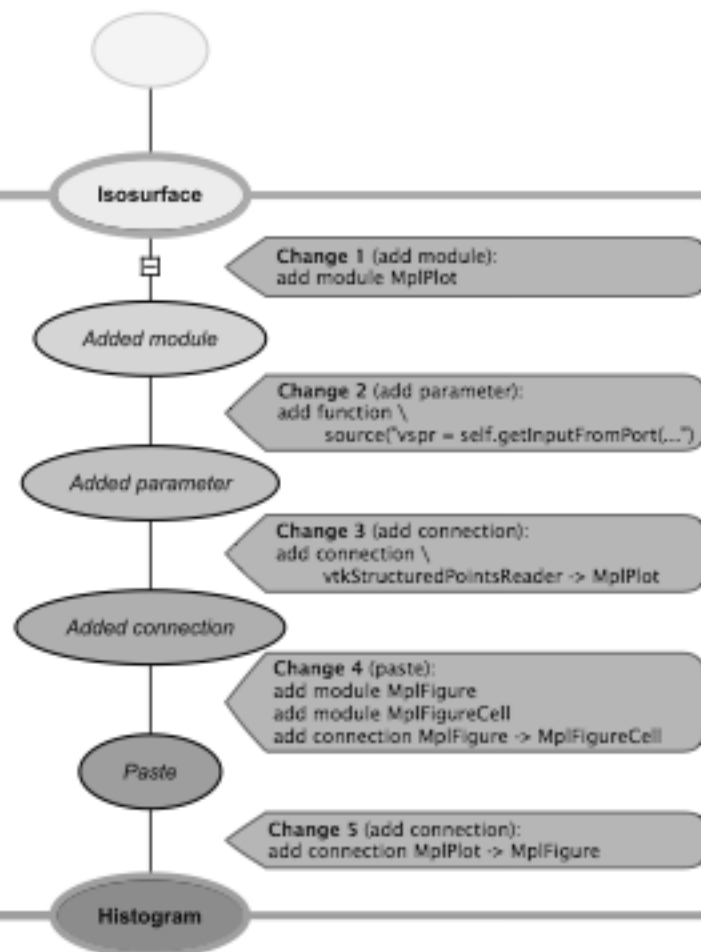 Isosurface
Change 1 (add module):
add module MplPlot
Added module
Change 2 (add parameter):
add function \
source("vspr = self.getInputFromPort(...")
Added parameter
Change 3 (add connection):
add connection \
vtkStructuredPointsReader -> MplPlot
Added connection
Change 4 (paste):
add module MplFigure
add module MplFigureCell
add connection MplFigure -> MplFigureCell
Paste
Change 5 (add connection):
add connection MplPlot -> MplFigure
Histogram